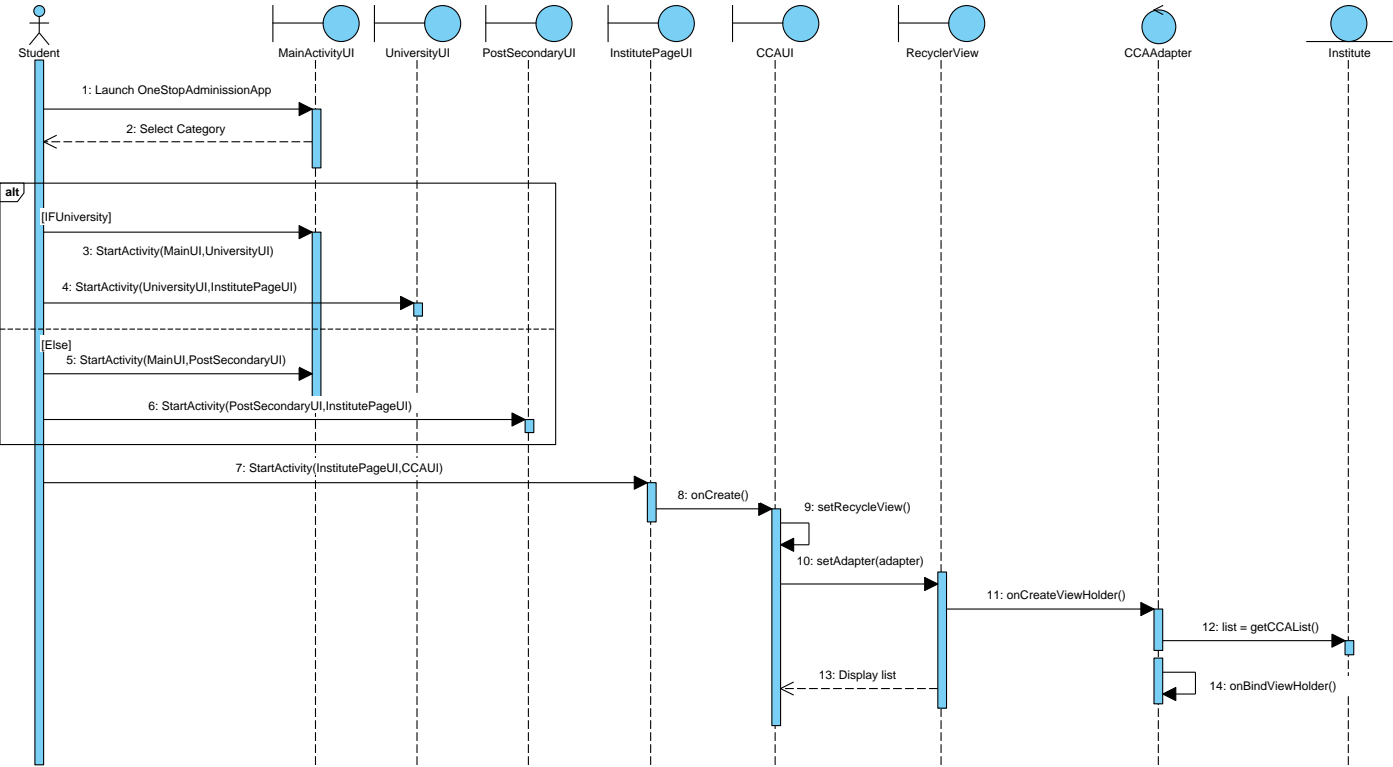 Student
MainActivityUI
UniversityUI
PostSecondaryUI
InstitutePageUI
CCAUI
RecyclerView
CCAAdapter
Institute
1: Launch OneStopAdminissionApp
2: Select Category
alt
[IFUniversity]
3: StartActivity(MainUI,UniversityUI)
4: StartActivity(UniversityUI,InstitutePageUI)
[Else]
5: StartActivity(MainUI,PostSecondaryUI)
6: StartActivity(PostSecondaryUI,InstitutePageUI)
7: StartActivity(InstitutePageUI,CCAUI)
8: onCreate()
9: setRecycleView()
10: setAdapter(adapter)
11: onCreateViewHolder()
12: list = getCCAList()
13: Display list
14: onBindViewHolder()